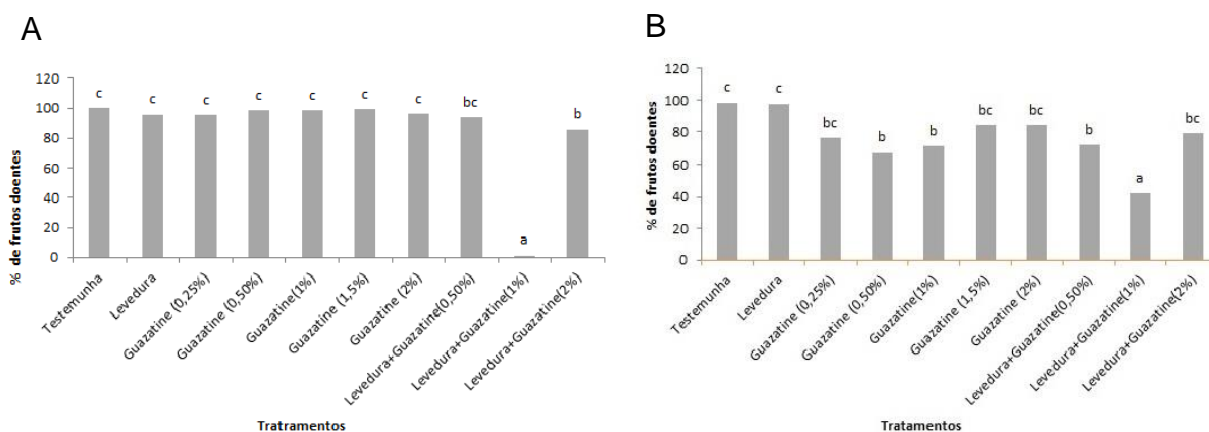 A
% de frutos doentes
120
100
80
60
40
20
0
c
c
c
c
c
c
c
bc
a
b
Testemunha
Levedura
Guazatine (0,25%)
Guazatine (0,50%)
Guazatine(1%)
Guazatine (1,5%)
Guazatine (2%)
Levedura+Guazatine(0,50%)
Levedura+Guazatine(1%)
Levedura+Guazatine(2%)
Tratramentos
B
% de frutos doentes
120
100
80
60
40
20
0
c
c
bc
b
b
bc
bc
b
a
bc
Testemunha
Levedura
Guazatine (0,25%)
Guazatine (0,50%)
Guazatine(1%)
Guazatine (1,5%)
Guazatine (2%)
Levedura+Guazatine(0,50%)
Levedura+Guazatine(1%)
Levedura+Guazatine(2%)
Tratamentos